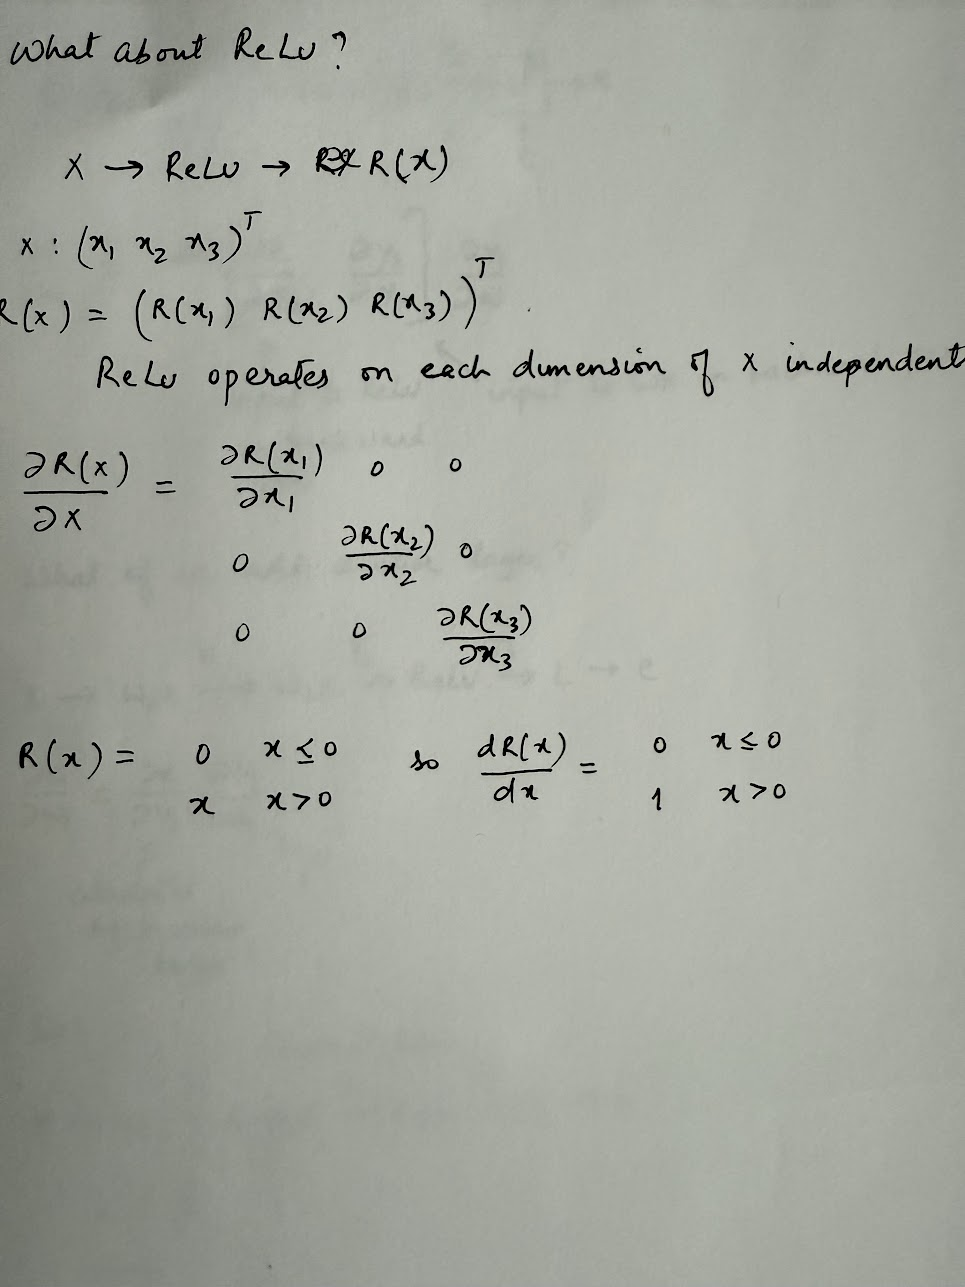 What about ReLu?
X → ReLu → R(x)
x : (x₁ x₂ x₃)ᵀ
R(x) = (R(x₁) R(x₂) R(x₃))ᵀ
ReLu operates on each dimension of x independent
∂R(x)/∂X = ∂R(x₁)/∂x₁ 0 0
0 ∂R(x₂)/∂x₂ 0
0 0 ∂R(x₃)/∂x₃
R(x) = 0 x ≤ 0 so dR(x)/dx = 0 x ≤ 0
x x > 0 1 x > 0